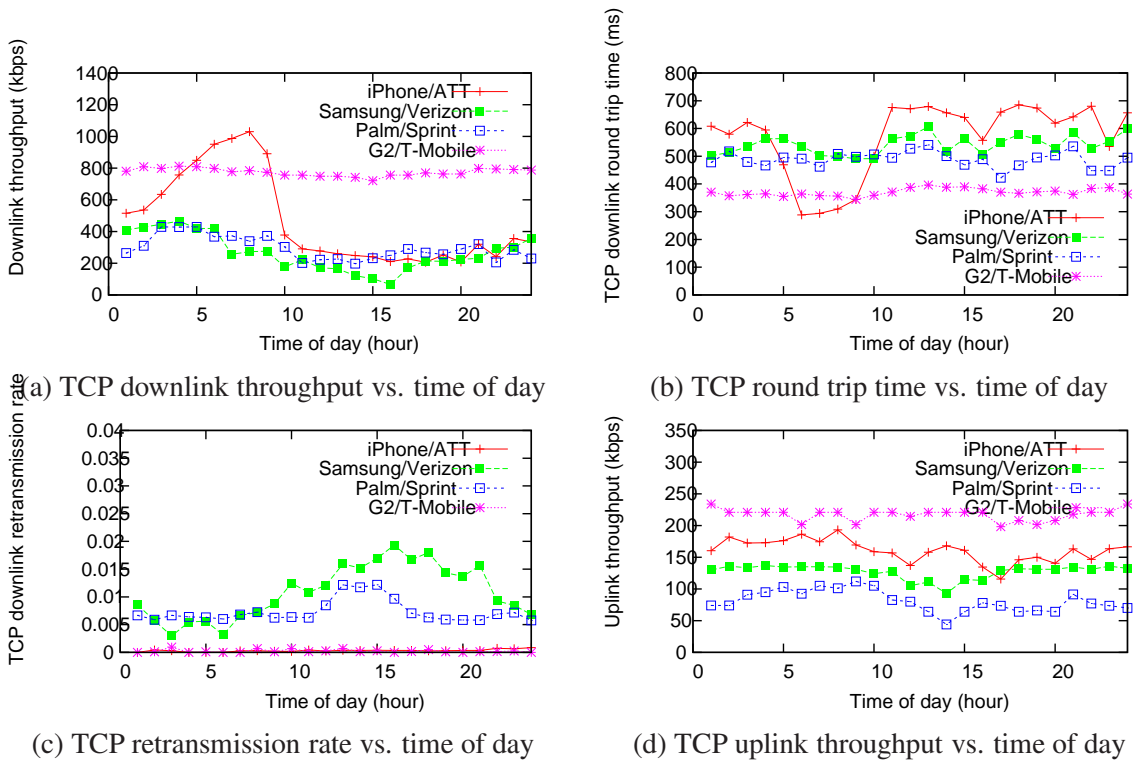 Downlink throughput (kbps)
1400
1200
1000
800
600
400
200
0
iPhone/ATT
Samsung/Verizon
Palm/Sprint
G2/T-Mobile
0 5 10 15 20
Time of day (hour)
(a) TCP downlink throughput vs. time of day
TCP downlink round trip time (ms)
800
700
600
500
400
300
200
100
0
iPhone/ATT
Samsung/Verizon
Palm/Sprint
G2/T-Mobile
0 5 10 15 20
Time of day (hour)
(b) TCP round trip time vs. time of day
TCP downlink retransmission rate
0.04
0.035
0.03
0.025
0.02
0.015
0.01
0.005
0
iPhone/ATT
Samsung/Verizon
Palm/Sprint
G2/T-Mobile
0 5 10 15 20
Time of day (hour)
(c) TCP retransmission rate vs. time of day
Uplink throughput (kbps)
350
300
250
200
150
100
50
0
iPhone/ATT
Samsung/Verizon
Palm/Sprint
G2/T-Mobile
0 5 10 15 20
Time of day (hour)
(d) TCP uplink throughput vs. time of day